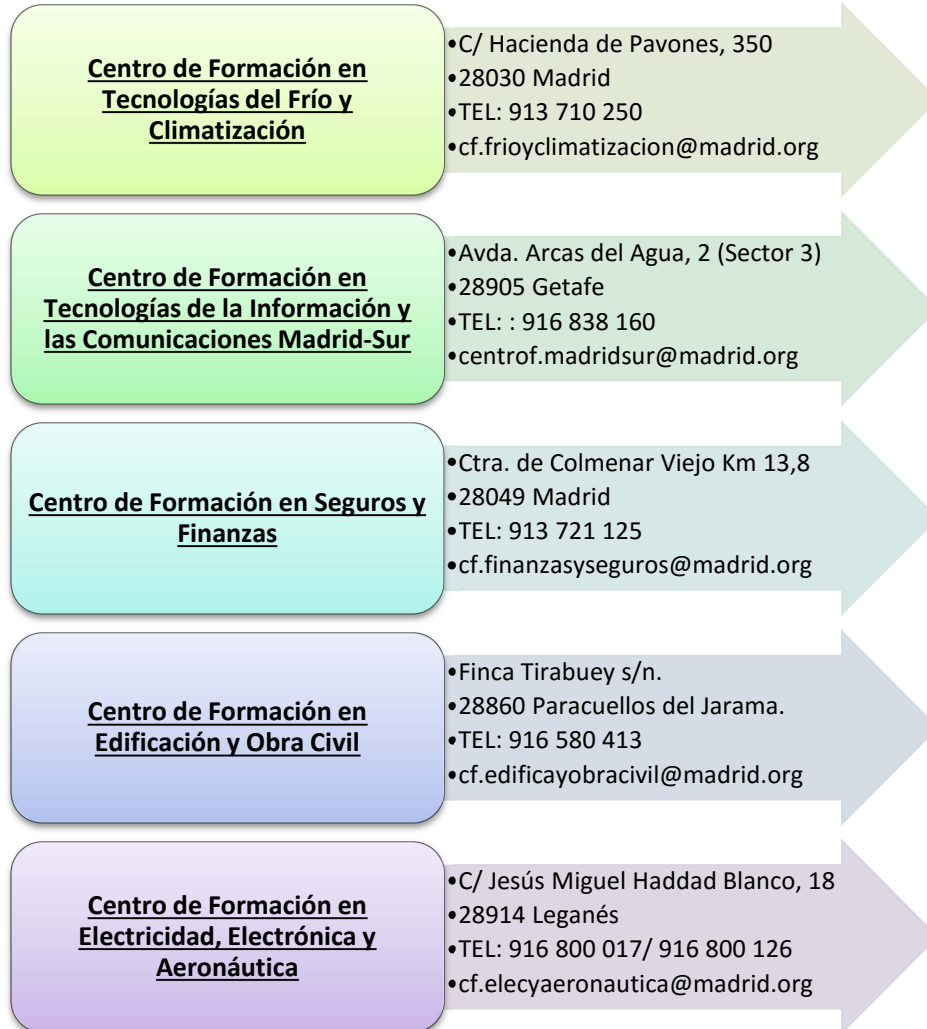 Centro de Formación en
Tecnologías del Frío y
Climatización
•C/ Hacienda de Pavones, 350
•28030 Madrid
•TEL: 913 710 250
•cf.frioyclimatizacion@madrid.org
Centro de Formación en
Tecnologías de la Información y
las Comunicaciones Madrid-Sur
•Avda. Arcas del Agua, 2 (Sector 3)
•28905 Getafe
•TEL: : 916 838 160
•centrof.madridsur@madrid.org
Centro de Formación en Seguros y
Finanzas
•Ctra. de Colmenar Viejo Km 13,8
•28049 Madrid
•TEL: 913 721 125
•cf.finanzasyseguros@madrid.org
Centro de Formación en
Edificación y Obra Civil
•Finca Tirabuey s/n.
•28860 Paracuellos del Jarama.
•TEL: 916 580 413
•cf.edificayobracivil@madrid.org
Centro de Formación en
Electricidad, Electrónica y
Aeronáutica
•C/ Jesús Miguel Haddad Blanco, 18
•28914 Leganés
•TEL: 916 800 017/ 916 800 126
•cf.elecyaeronautica@madrid.org